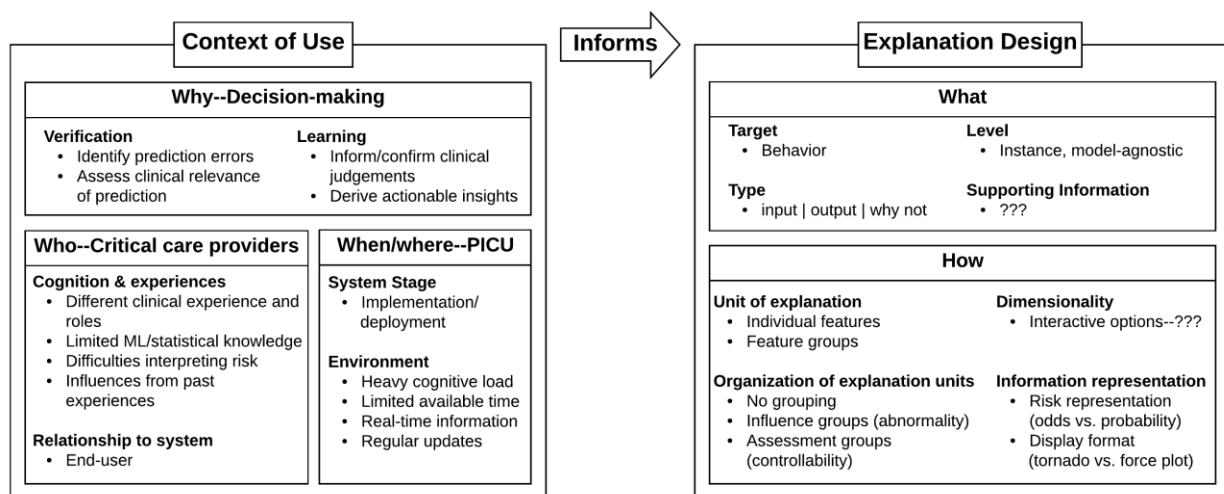 Context of Use
Informs
Explanation Design
Why--Decision-making
Verification
• Identify prediction errors
• Assess clinical relevance
of prediction
Learning
• Inform/confirm clinical
judgements
• Derive actionable insights
Who--Critical care providers
Cognition & experiences
• Different clinical experience and
roles
• Limited ML/statistical knowledge
• Difficulties interpreting risk
• Influences from past
experiences
Relationship to system
• End-user
When/where--PICU
System Stage
• Implementation/
deployment
Environment
• Heavy cognitive load
• Limited available time
• Real-time information
• Regular updates
What
Target
• Behavior
Level
• Instance, model-agnostic
Type
• input | output | why not
Supporting Information
• ???
How
Unit of explanation
• Individual features
• Feature groups
Dimensionality
• Interactive options--???
Organization of explanation units
• No grouping
• Influence groups (abnormality)
• Assessment groups
(controllability)
Information representation
• Risk representation
(odds vs. probability)
• Display format
(tornado vs. force plot)